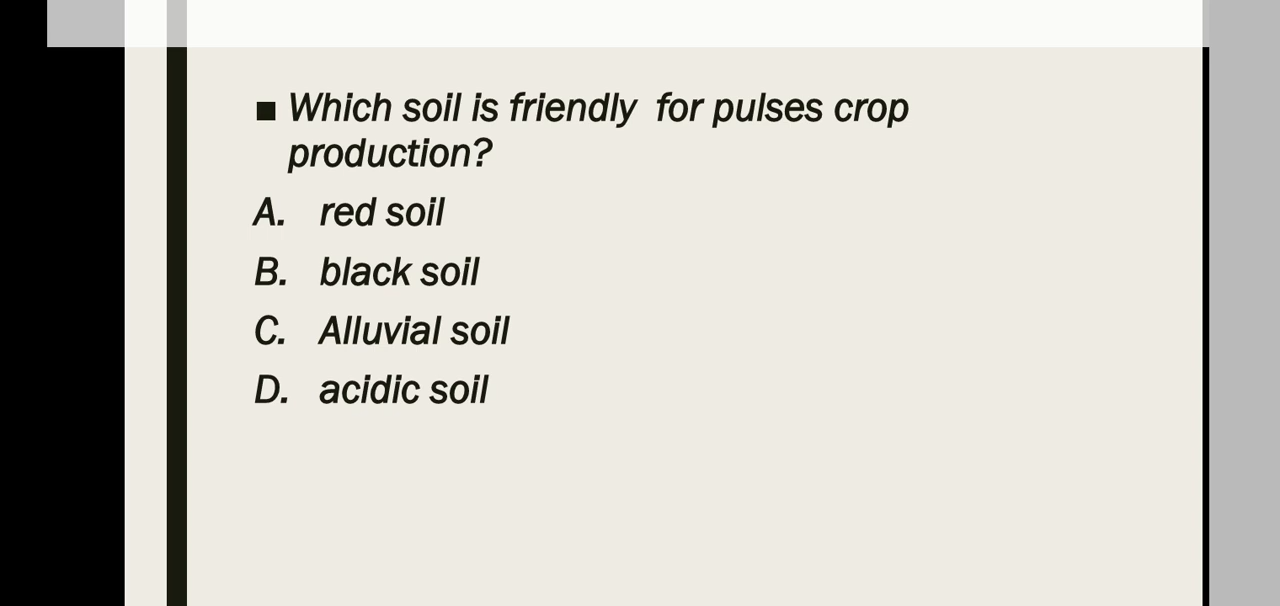 ■ Which soil is friendly  for pulses crop
production?
A. red soil
B. black soil
C. Alluvial soil
D. acidic soil